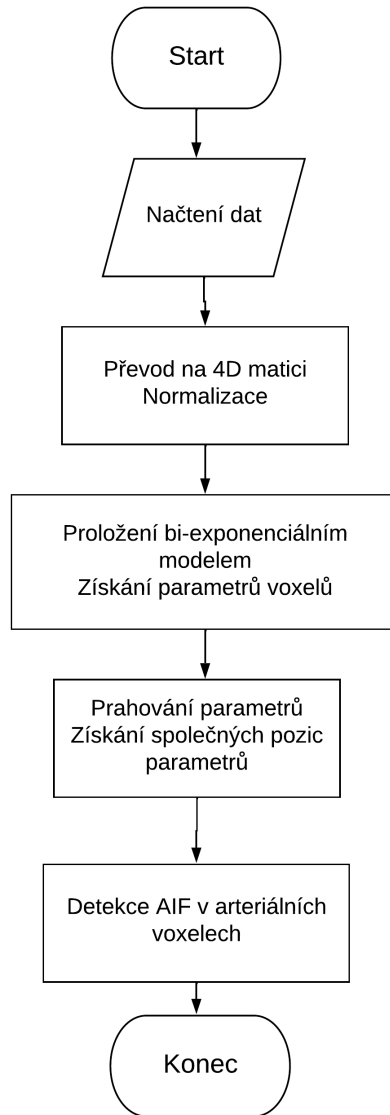 Start
Načtení dat
Převod na 4D matici
Normalizace
Proložení bi-exponenciálním
modelem
Získání parametrů voxelů
Prahování parametrů
Získání společných pozic
parametrů
Detekce AIF v arteriálních
voxelech
Konec